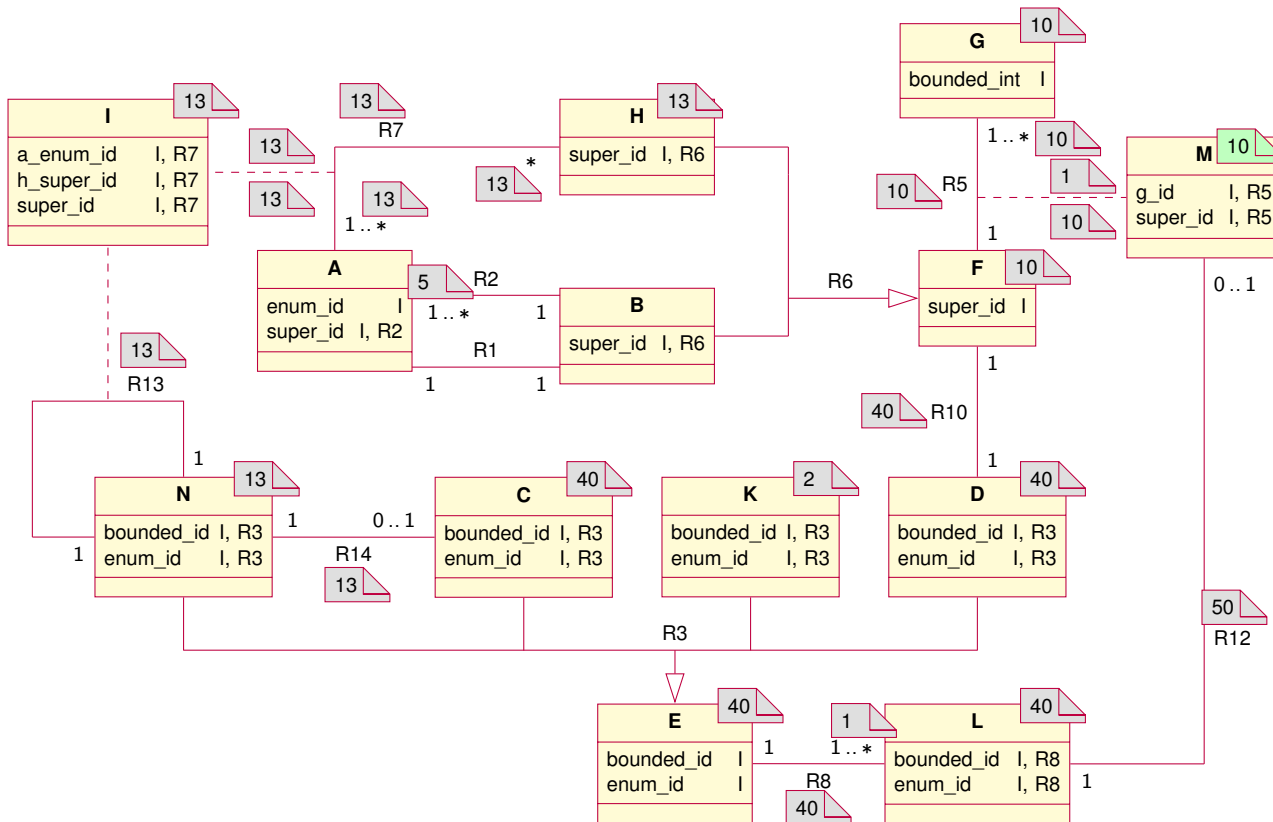 G 10
bounded_int I
I 13
a_enum_id I, R7
h_super_id I, R7
super_id I, R7
13
R7
13
13
13
1 .. *
H 13
super_id I, R6
*
13
1 .. *
10
10
R5
1
10
1
M 10
g_id I, R5
super_id I, R5
0 .. 1
A
enum_id I
super_id I, R2
5
R2
1 .. *
1
R1
1
1
B
super_id I, R6
R6
F 10
super_id I
1
40
R10
1
13
R13
1
1
N 13
bounded_id I, R3
enum_id I, R3
1
0 .. 1
R14
13
C 40
bounded_id I, R3
enum_id I, R3
K 2
bounded_id I, R3
enum_id I, R3
D 40
bounded_id I, R3
enum_id I, R3
R3
50
R12
E 40
bounded_id I
enum_id I
1
1
1 .. *
R8
40
L 40
bounded_id I, R8
enum_id I, R8
1